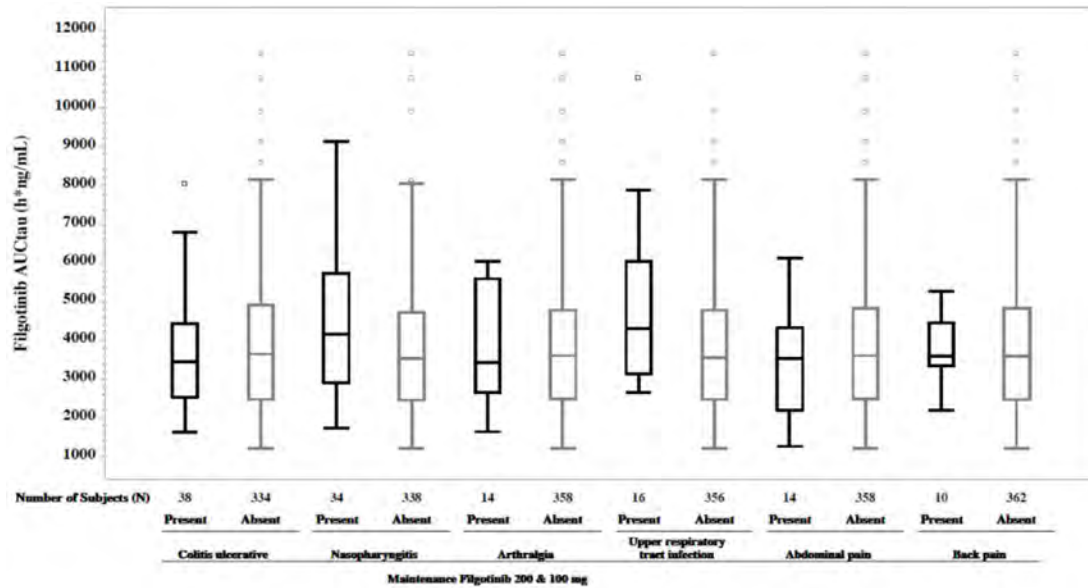 Filgotinib AUCtau (h*ng/mL)
12000
11000
10000
9000
8000
7000
6000
5000
4000
3000
2000
1000
Number of Subjects (N) 38 334 34 338 14 358 16 356 14 358 10 362
Present Absent Present Absent Present Absent Present Absent Present Absent Present Absent
Colitis ulcerative Nasopharyngitis Arthralgia Upper respiratory tract infection Abdominal pain Back pain
Maintenance Filgotinib 200 & 100 mg